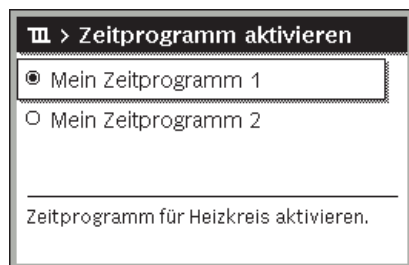 > Zeitprogramm aktivieren
Mein Zeitprogramm 1
Mein Zeitprogramm 2
Zeitprogramm für Heizkreis aktivieren.